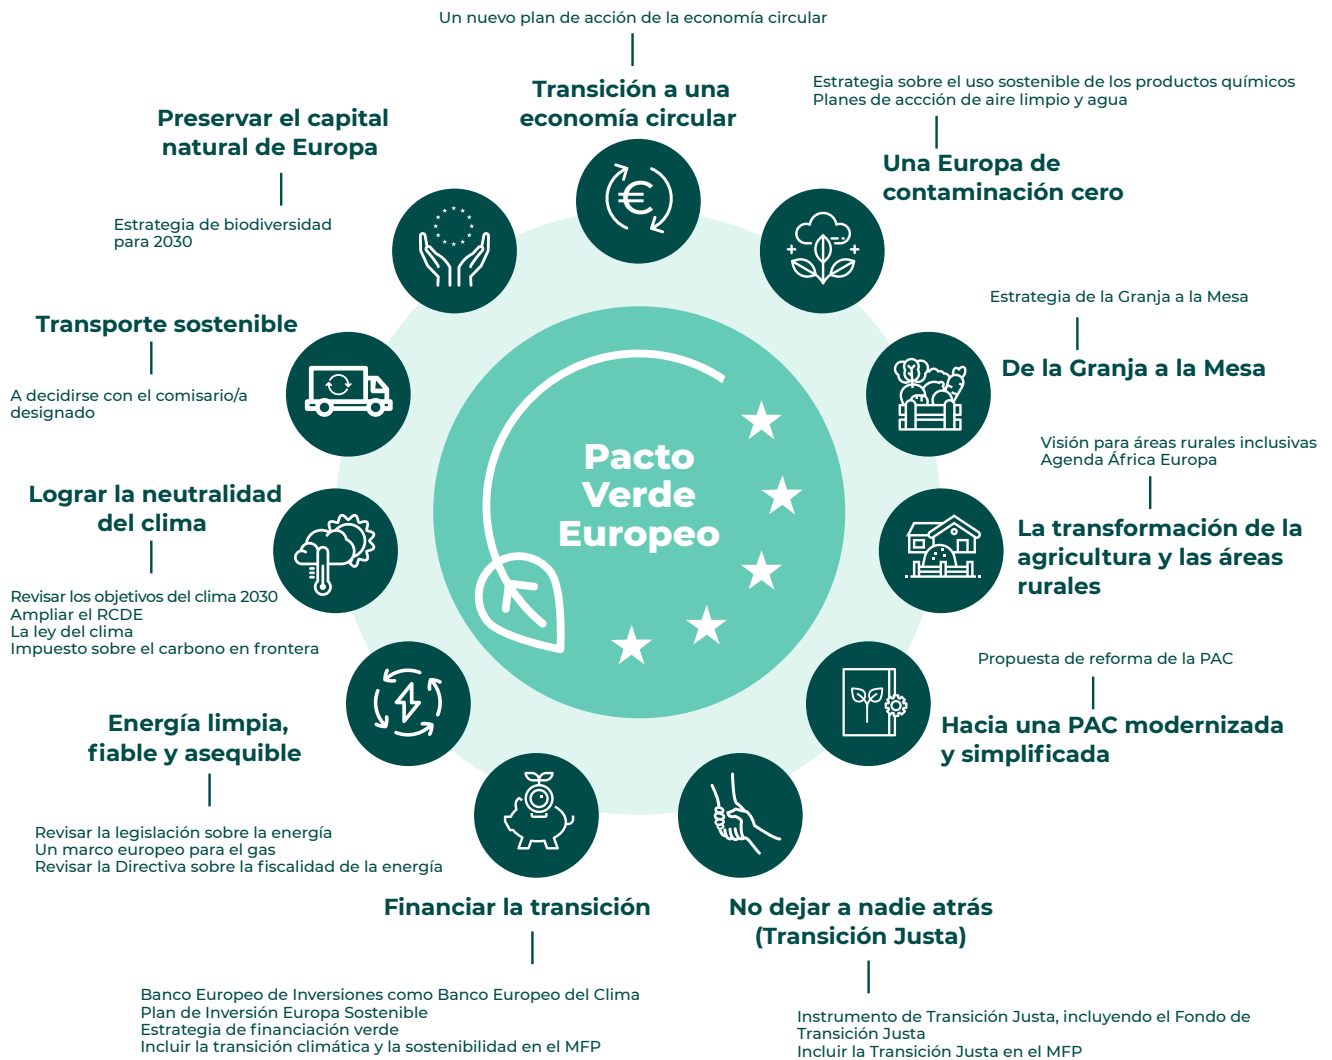 Un nuevo plan de acción de la economía circular
Transición a una
economía circular
Estrategia sobre el uso sostenible de los productos químicos
Planes de accción de aire limpio y agua
Una Europa de
contaminación cero
Estrategia de la Granja a la Mesa
De la Granja a la Mesa
Visión para áreas rurales inclusivas
Agenda África Europa
La transformación de la
agricultura y las áreas
rurales
Propuesta de reforma de la PAC
Hacia una PAC modernizada
y simplificada
No dejar a nadie atrás
(Transición Justa)
Instrumento de Transición Justa, incluyendo el Fondo de
Transición Justa
Incluir la Transición Justa en el MFP
Financiar la transición
Banco Europeo de Inversiones como Banco Europeo del Clima
Plan de Inversión Europa Sostenible
Estrategia de financiación verde
Incluir la transición climática y la sostenibilidad en el MFP
Energía limpia,
fiable y asequible
Revisar la legislación sobre la energía
Un marco europeo para el gas
Revisar la Directiva sobre la fiscalidad de la energía
Lograr la neutralidad
del clima
Revisar los objetivos del clima 2030
Ampliar el RCDE
La ley del clima
Impuesto sobre el carbono en frontera
Transporte sostenible
A decidirse con el comisario/a
designado
Preservar el capital
natural de Europa
Estrategia de biodiversidad
para 2030
€
Pacto
Verde
Europeo